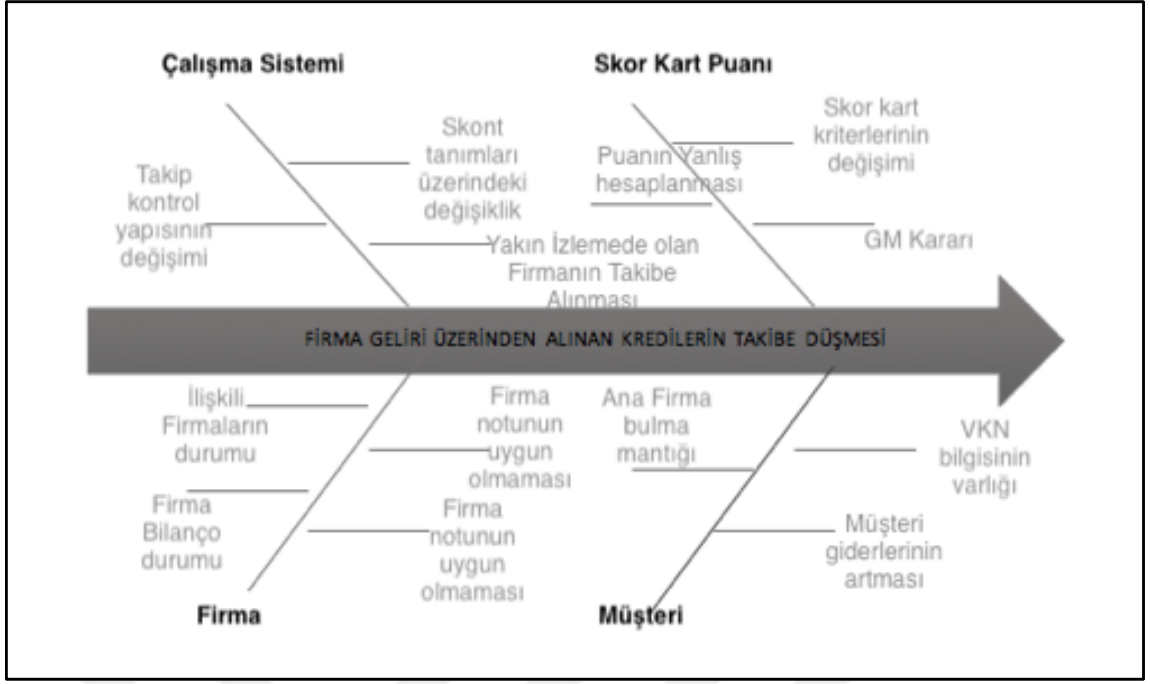 Çalışma Sistemi
Skor Kart Puanı
Takip
kontrol
yapısının
değişimi
Skont
tanımları
üzerindeki
değişiklik
Yakın İzlemede olan
Firmanın Takibe
Alınması
Puanın Yanlış
hesaplanması
Skor kart
kriterlerinin
değişimi
GM Kararı
FİRMA GELİRİ ÜZERİNDEN ALINAN KREDİLERİN TAKİBE DÜŞMESİ
İlişkili
Firmaların
durumu
Firma
Bilanço
durumu
Firma
notunun
uygun
olmaması
Firma
notunun
uygun
olmaması
Ana Firma
bulma
mantığı
VKN
bilgisinin
varlığı
Müşteri
giderlerinin
artması
Firma
Müşteri